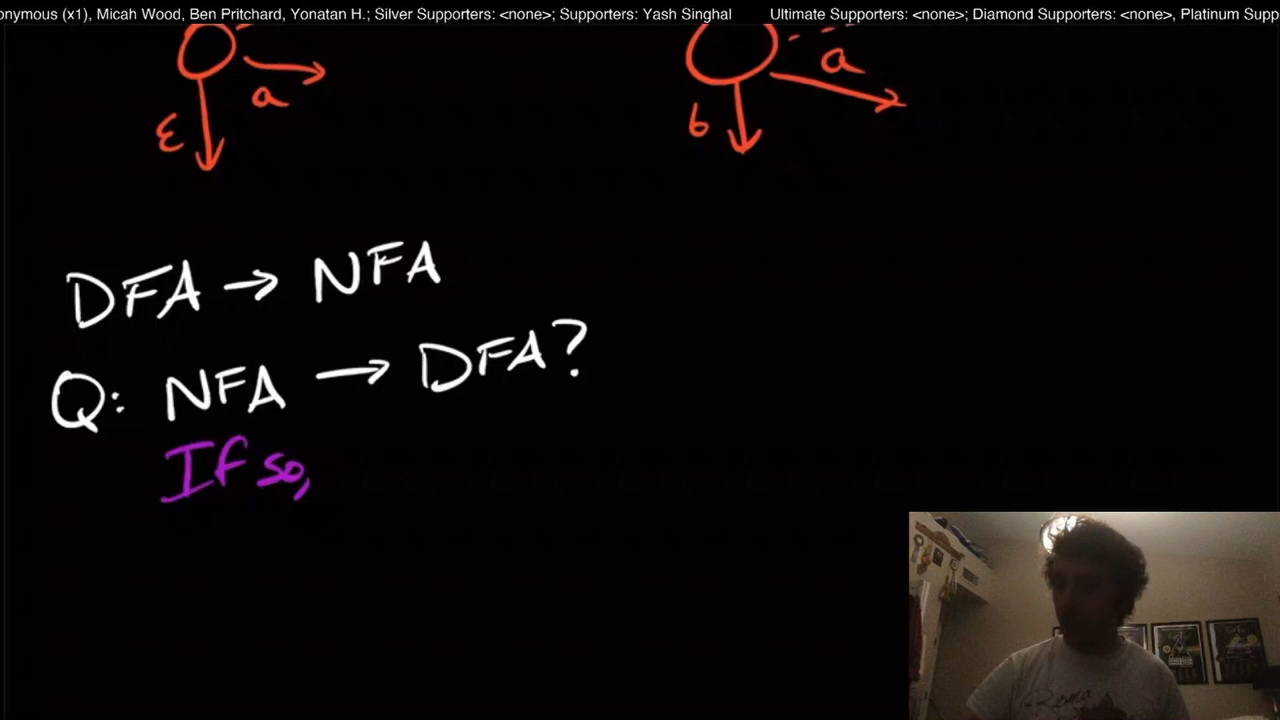 onymous (x1), Micah Wood, Ben Pritchard, Yonatan H.; Silver Supporters: <none>; Supporters: Yash Singhal Ultimate Supporters: <none>; Diamond Supporters: <none>, Platinum Supp
a
ε
a
b
DFA → NFA
Q: NFA → DFA?
If so,